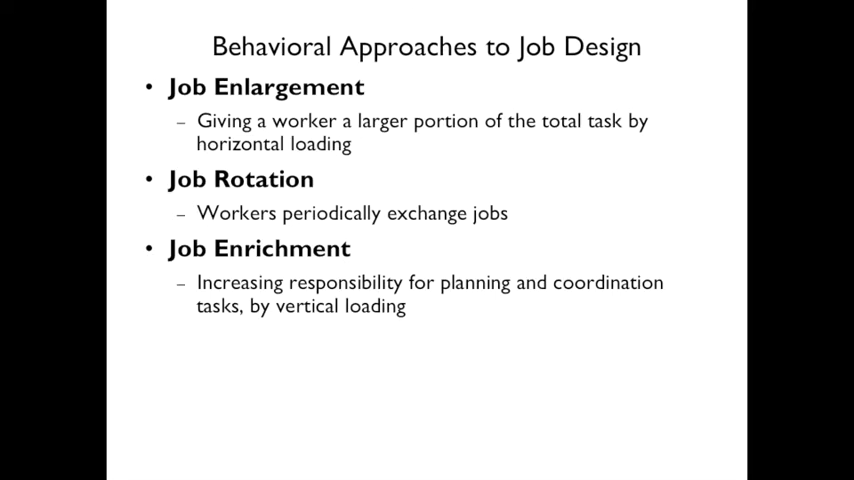 Behavioral Approaches to Job Design
• Job Enlargement
– Giving a worker a larger portion of the total task by
horizontal loading
• Job Rotation
– Workers periodically exchange jobs
• Job Enrichment
– Increasing responsibility for planning and coordination
tasks, by vertical loading